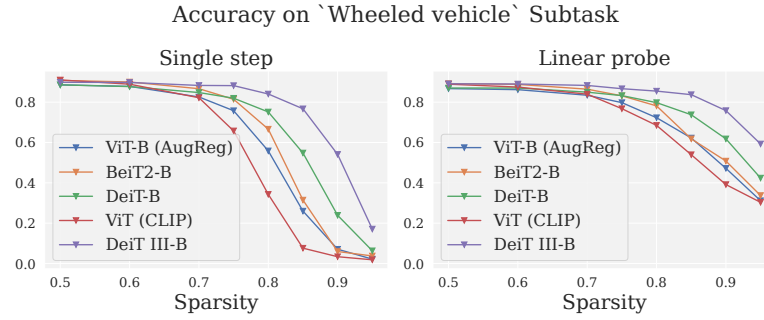 Accuracy on `Wheeled vehicle` Subtask
Single step
0.8
0.6
0.4
0.2
0.0
ViT-B (AugReg)
BeiT2-B
DeiT-B
ViT (CLIP)
DeiT III-B
0.5 0.6 0.7 0.8 0.9
Sparsity
Linear probe
0.8
0.6
0.4
0.2
0.0
ViT-B (AugReg)
BeiT2-B
DeiT-B
ViT (CLIP)
DeiT III-B
0.5 0.6 0.7 0.8 0.9
Sparsity